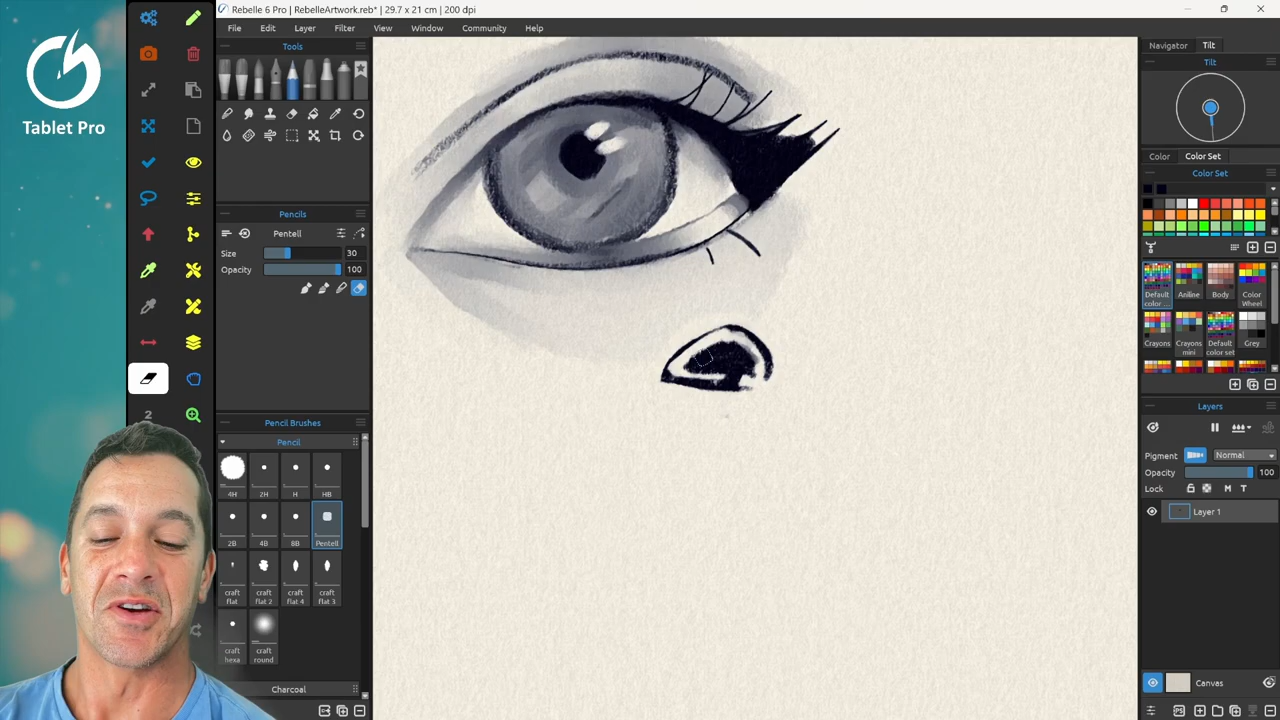 Rebelle 6 Pro | RebelleArtwork.reb* | 29.7 x 21 cm | 200 dpi
File Edit Layer Filter View Window Community Help
Tablet Pro
2
Tools
Pencils
Pentell
Size 30
Opacity 100
Pencil Brushes
Pencil
4H 2H H HB
2B 4B 8B Pentell
craft flat craft flat 2 craft flat 4 craft flat 3
craft hexa craft round
Charcoal
Navigator Tilt
Tilt
Color Color Set
Color Set
Default color ... Aniline Body Color Wheel
Crayons Crayons mini Default color set Grey
Layers
Pigment Normal
Opacity 100
Lock M T
Layer 1
Canvas